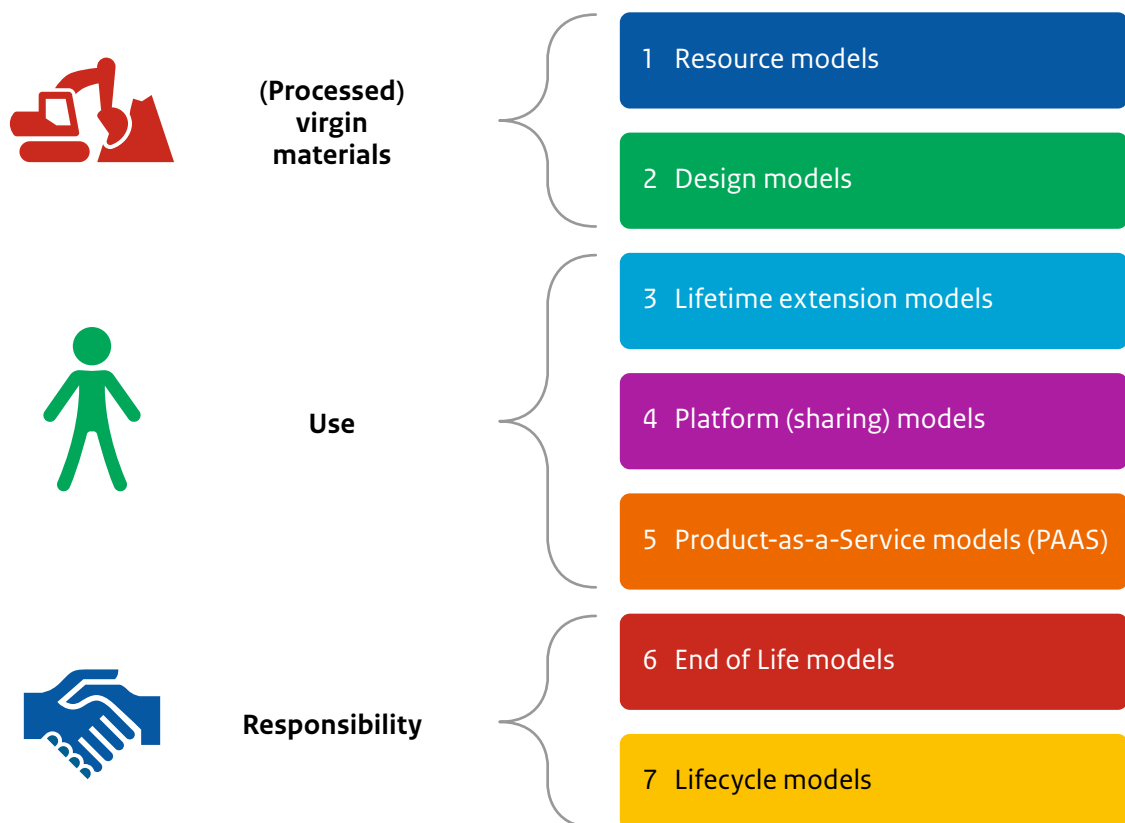 (Processed)
virgin
materials
1 Resource models
2 Design models
Use
3 Lifetime extension models
4 Platform (sharing) models
5 Product-as-a-Service models (PAAS)
Responsibility
6 End of Life models
7 Lifecycle models